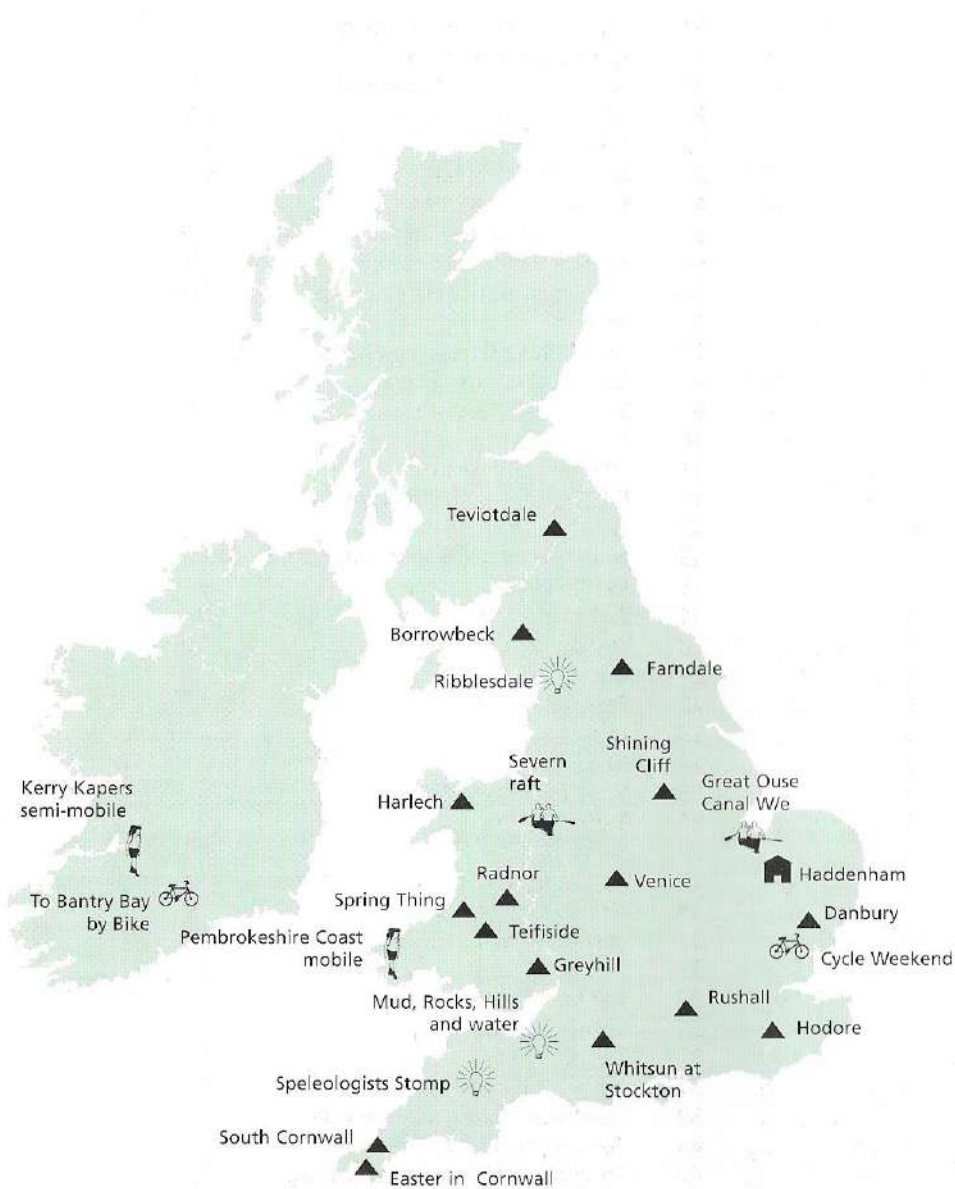 Teviotdale
Borrowbeck
Ribblesdale
Farndale
Shining
Cliff
Severn
raft
Great Ouse
Canal W/e
Kerry Kapers
semi-mobile
Harlech
Haddenham
Radnor
Venice
To Bantry Bay
by Bike
Spring Thing
Danbury
Teifiside
Pembrokeshire Coast
mobile
Cycle Weekend
Greyhill
Mud, Rocks, Hills
and water
Rushall
Hodore
Whitsun at
Stockton
Speleologists Stomp
South Cornwall
Easter in Cornwall